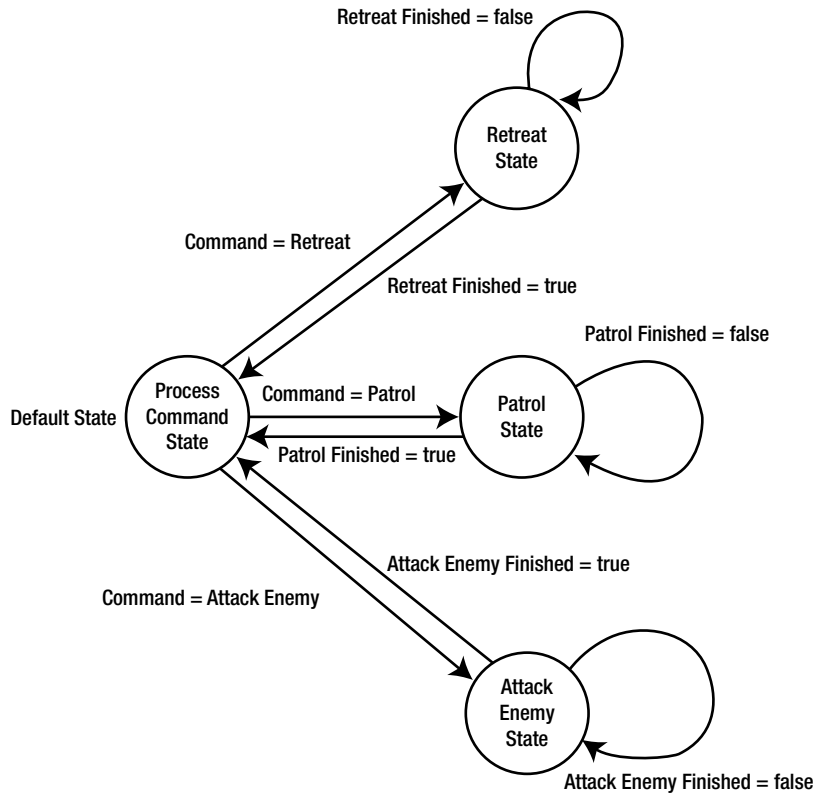 Retreat Finished = false
Retreat
State
Command = Retreat
Retreat Finished = true
Patrol Finished = false
Default State
Process
Command
State
Command = Patrol
Patrol
State
Patrol Finished = true
Attack Enemy Finished = true
Command = Attack Enemy
Attack
Enemy
State
Attack Enemy Finished = false